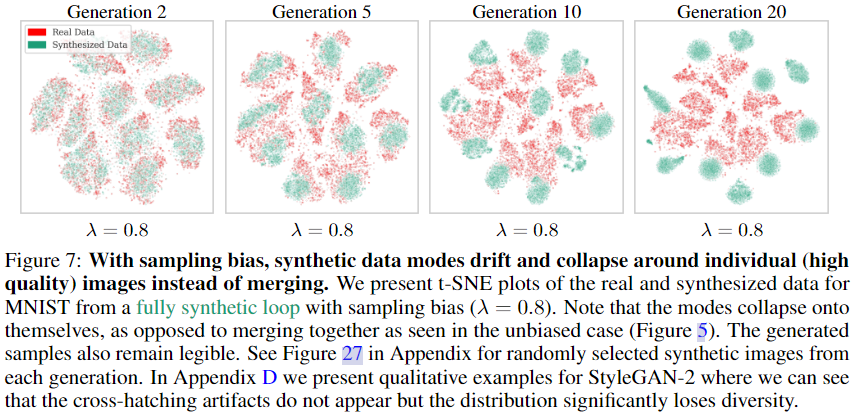 Generation 2 Generation 5 Generation 10 Generation 20
Real Data
Synthesized Data
λ = 0.8 λ = 0.8 λ = 0.8 λ = 0.8
Figure 7: With sampling bias, synthetic data modes drift and collapse around individual (high
quality) images instead of merging. We present t-SNE plots of the real and synthesized data for
MNIST from a fully synthetic loop with sampling bias (λ = 0.8). Note that the modes collapse onto
themselves, as opposed to merging together as seen in the unbiased case (Figure 5). The generated
samples also remain legible. See Figure 27 in Appendix for randomly selected synthetic images from
each generation. In Appendix D we present qualitative examples for StyleGAN-2 where we can see
that the cross-hatching artifacts do not appear but the distribution significantly loses diversity.